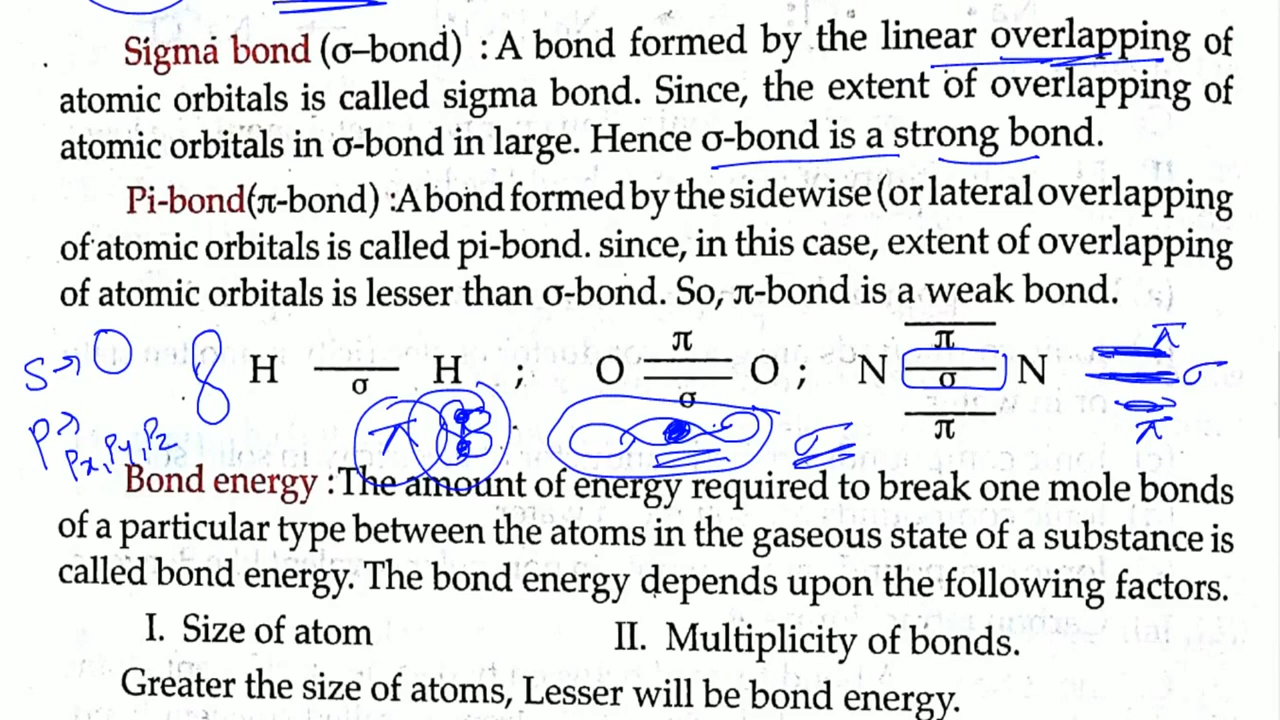 Sigma bond (σ–bond) : A bond formed by the linear overlapping of
atomic orbitals is called sigma bond. Since, the extent of overlapping of
atomic orbitals in σ-bond in large. Hence σ-bond is a strong bond.
Pi-bond(π-bond) :A bond formed by the sidewise (or lateral overlapping
of atomic orbitals is called pi-bond. since, in this case, extent of overlapping
of atomic orbitals is lesser than σ-bond. So, π-bond is a weak bond.
S→
8
H σ H ; O π σ O ; N π σ π N
π σ π
P→
Px, Py, Pz
π
σ
Bond energy : The amount of energy required to break one mole bonds
of a particular type between the atoms in the gaseous state of a substance is
called bond energy. The bond energy depends upon the following factors.
I. Size of atom II. Multiplicity of bonds.
Greater the size of atoms, Lesser will be bond energy.